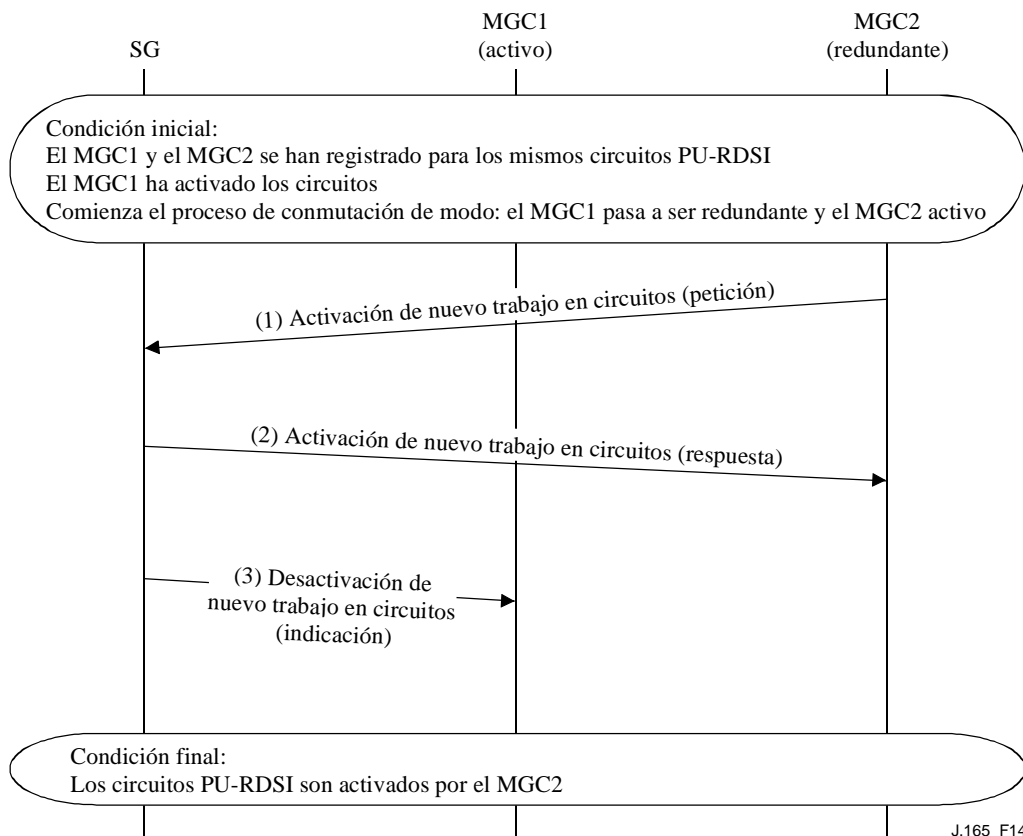 SG
MGC1
(activo)
MGC2
(redundante)
Condición inicial:
El MGC1 y el MGC2 se han registrado para los mismos circuitos PU-RDSI
El MGC1 ha activado los circuitos
Comienza el proceso de conmutación de modo: el MGC1 pasa a ser redundante y el MGC2 activo
(1) Activación de nuevo trabajo en circuitos (petición)
(2) Activación de nuevo trabajo en circuitos (respuesta)
(3) Desactivación de
nuevo trabajo en circuitos
(indicación)
Condición final:
Los circuitos PU-RDSI son activados por el MGC2
J.165_F14